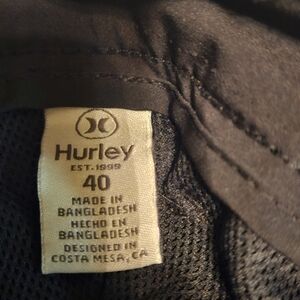 Hurley
EST. 1999
40
MADE IN
BANGLADESH
HECHO EN
BANGLADESH
DESIGNED IN
COSTA MESA, CA